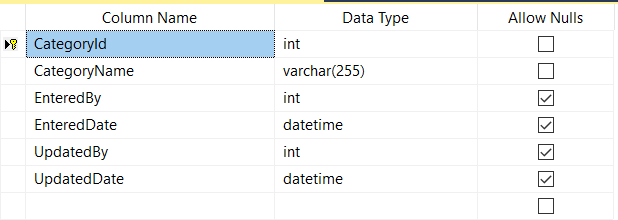 Column Name Data Type Allow Nulls
CategoryId int
CategoryName varchar(255)
EnteredBy int
EnteredDate datetime
UpdatedBy int
UpdatedDate datetime